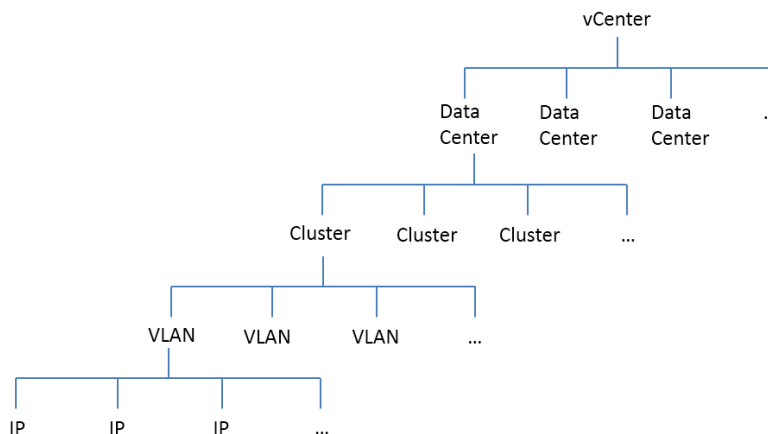 vCenter
Data Data Data
Center Center Center ..
Cluster Cluster Cluster ...
VLAN VLAN VLAN ...
IP IP IP ...